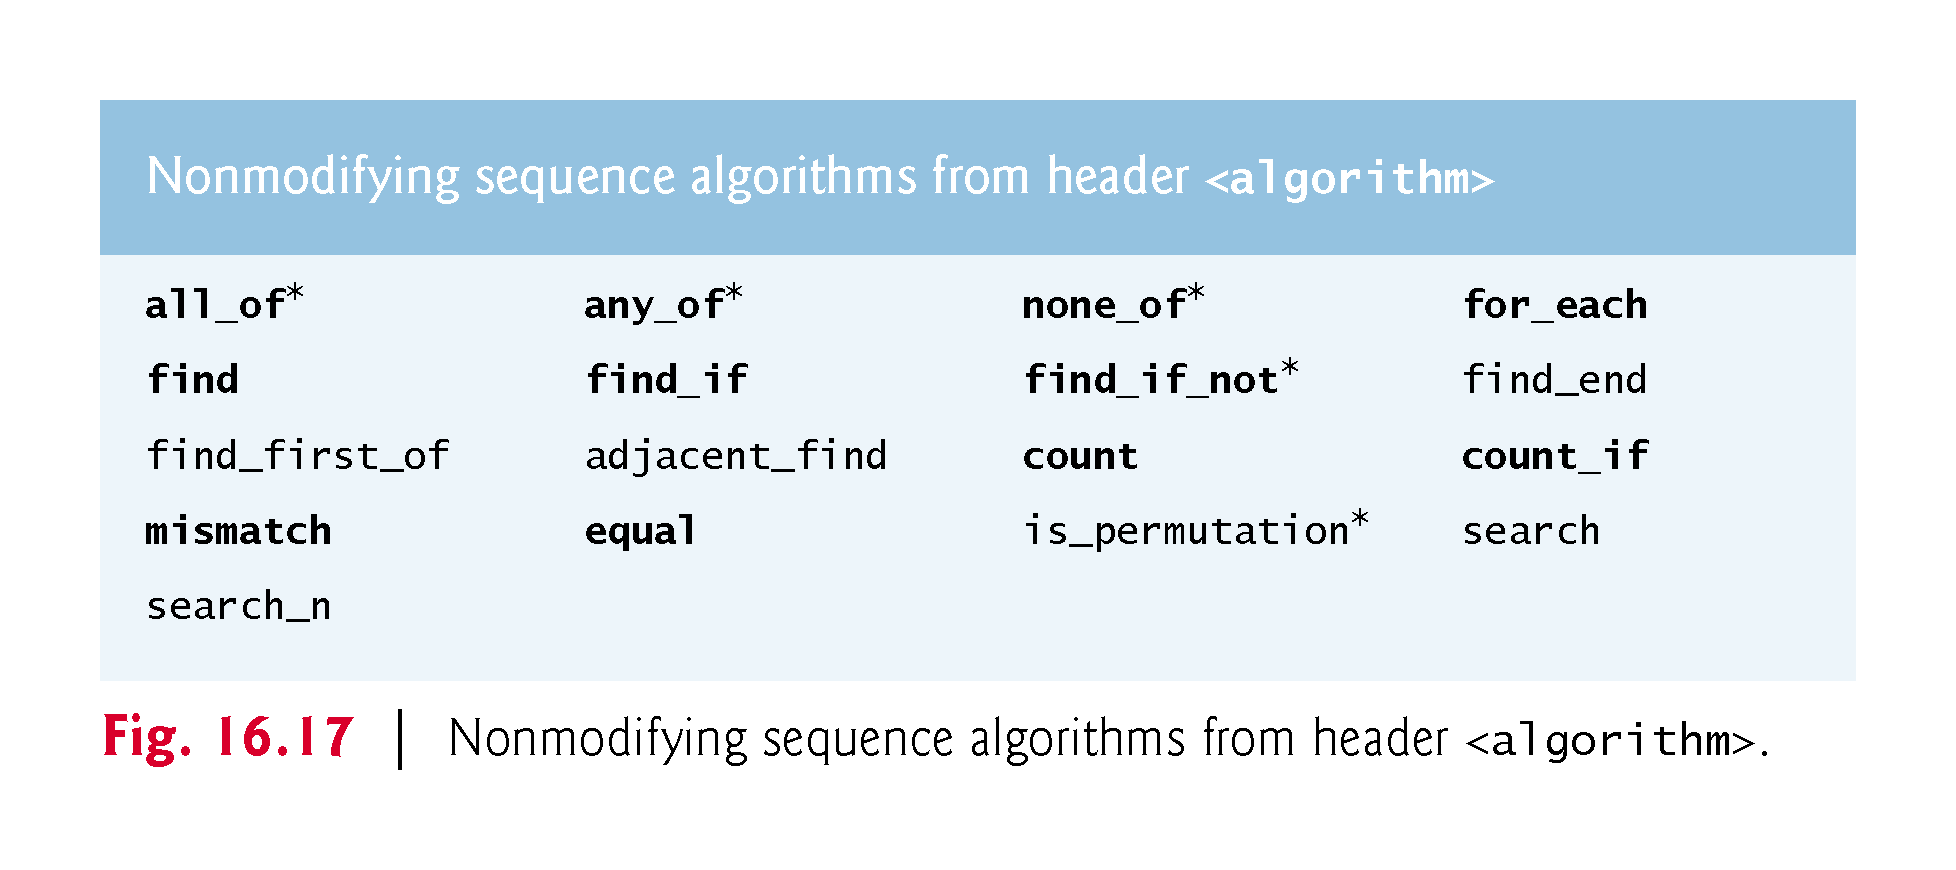 Nonmodifying sequence algorithms from header <algorithm>
all_of* any_of* none_of* for_each
find find_if find_if_not* find_end
find_first_of adjacent_find count count_if
mismatch equal is_permutation* search
search_n
Fig. 16.17 | Nonmodifying sequence algorithms from header <algorithm>.